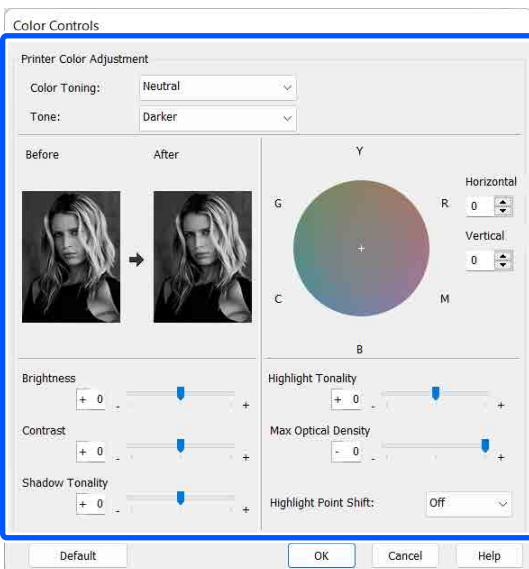 Color Controls
Printer Color Adjustment
Color Toning: Neutral
Tone: Darker
Before After
Y
G R
C M
B
Horizontal
0
Vertical
0
Brightness
+ 0 - +
Contrast
+ 0 - +
Shadow Tonality
+ 0 - +
Highlight Tonality
+ 0 - +
Max Optical Density
- 0 - +
Highlight Point Shift: Off
Default OK Cancel Help